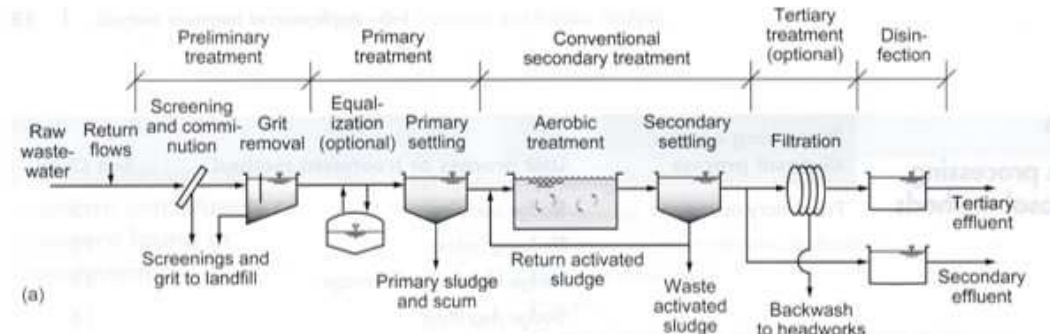 Preliminary
treatment
Primary
treatment
Conventional
secondary treatment
Tertiary
treatment
(optional)
Disin-
fection
Raw
waste-
water
Return
flows
Screening
and commi-
nution
Grit
removal
Equal-
ization
(optional)
Primary
settling
Aerobic
treatment
Secondary
settling
Filtration
Tertiary
effluent
Screenings and
grit to landfill
Primary sludge
and scum
Return activated
sludge
Waste
activated
sludge
Backwash
to headworks
Secondary
effluent
(a)